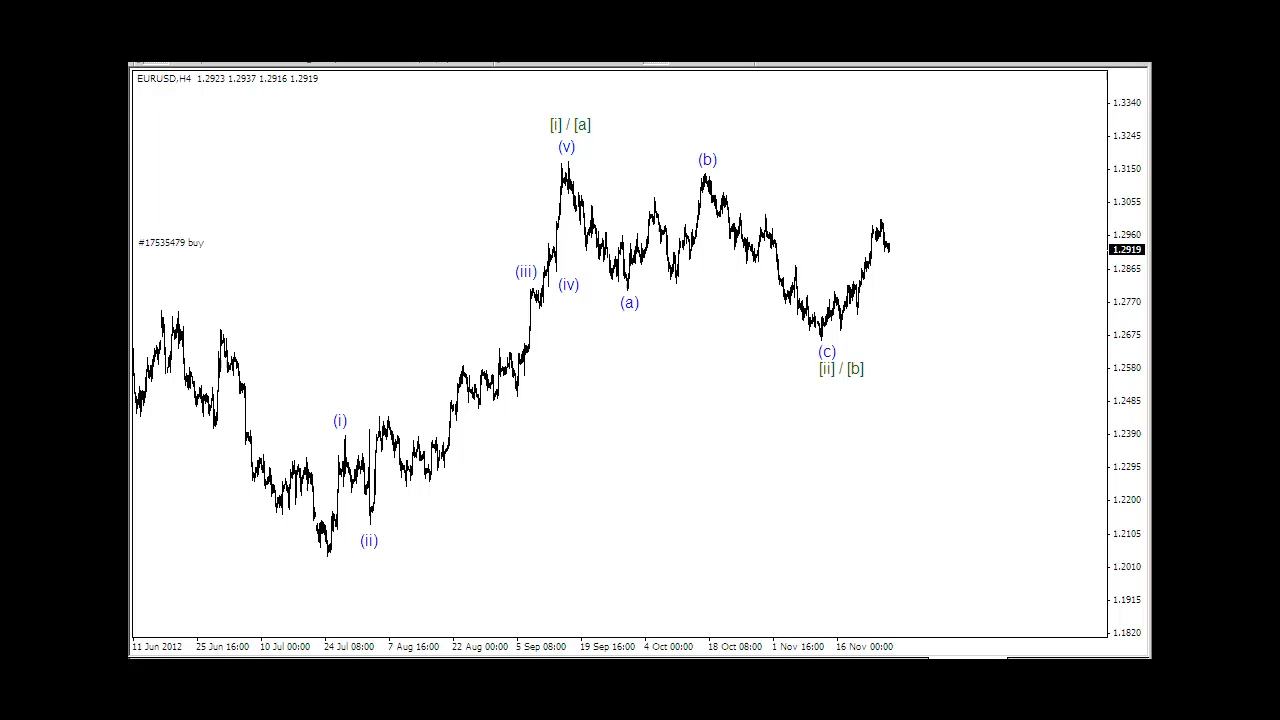 EURUSD,H4 1.2923 1.2937 1.2916 1.2919
1.3340
[i] / [a]
1.3245
(v)
(b)
1.3150
1.3055
#17535479 buy
1.2960
1.2919
(iii)
1.2865
(iv)
(a)
1.2770
1.2675
(c)
[ii] / [b]
1.2580
1.2485
(i)
1.2390
1.2295
1.2200
(ii)
1.2105
1.2010
1.1915
1.1820
11 Jun 2012 25 Jun 16:00 10 Jul 00:00 24 Jul 08:00 7 Aug 16:00 22 Aug 00:00 5 Sep 08:00 19 Sep 16:00 4 Oct 00:00 18 Oct 08:00 1 Nov 16:00 16 Nov 00:00